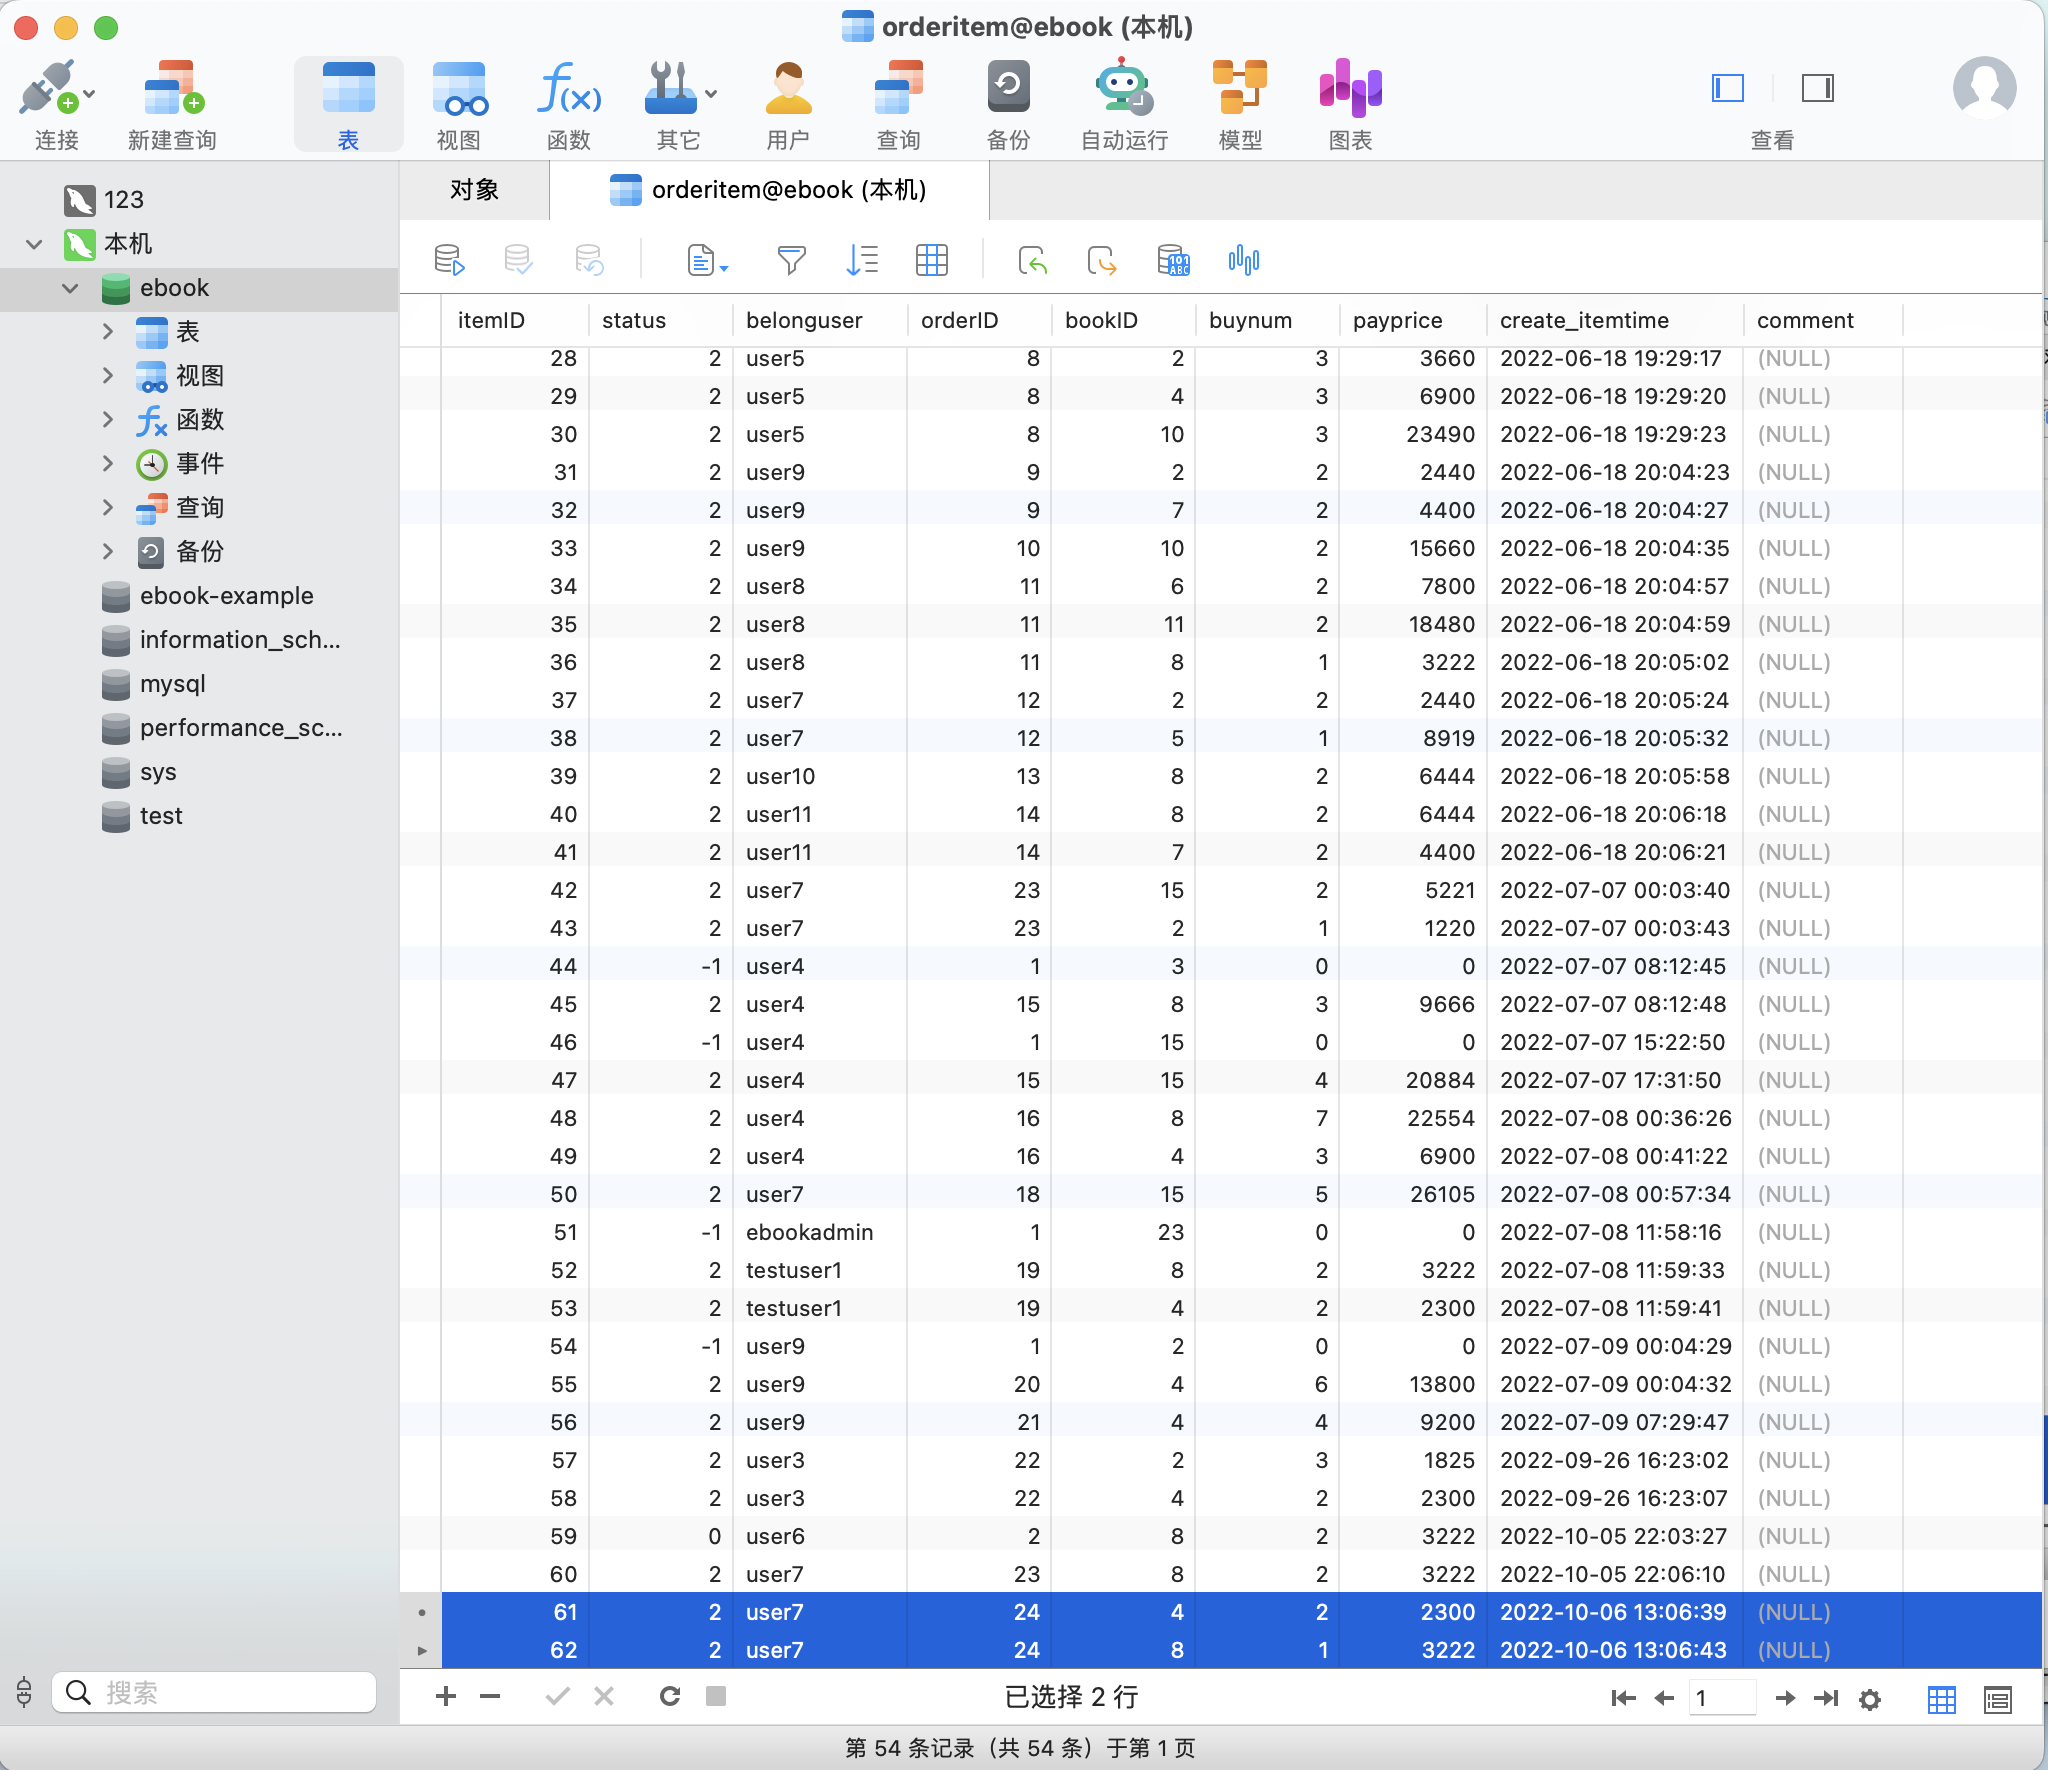 orderitem@ebook (本机)
连接 新建查询 表 视图 函数 其它 用户 查询 备份 自动运行 模型 图表 查看
123
本机
ebook
表
视图
函数
事件
查询
备份
ebook-example
information_sch...
mysql
performance_sc...
sys
test
搜索
对象 orderitem@ebook (本机)
itemID status belonguser orderID bookID buynum payprice create_itemtime comment
28 2 user5 8 2 3 3660 2022-06-18 19:29:17 (NULL)
29 2 user5 8 4 3 6900 2022-06-18 19:29:20 (NULL)
30 2 user5 8 10 3 23490 2022-06-18 19:29:23 (NULL)
31 2 user9 9 2 2 2440 2022-06-18 20:04:23 (NULL)
32 2 user9 9 7 2 4400 2022-06-18 20:04:27 (NULL)
33 2 user9 10 10 2 15660 2022-06-18 20:04:35 (NULL)
34 2 user8 11 6 2 7800 2022-06-18 20:04:57 (NULL)
35 2 user8 11 11 2 18480 2022-06-18 20:04:59 (NULL)
36 2 user8 11 8 1 3222 2022-06-18 20:05:02 (NULL)
37 2 user7 12 2 2 2440 2022-06-18 20:05:24 (NULL)
38 2 user7 12 5 1 8919 2022-06-18 20:05:32 (NULL)
39 2 user10 13 8 2 6444 2022-06-18 20:05:58 (NULL)
40 2 user11 14 8 2 6444 2022-06-18 20:06:18 (NULL)
41 2 user11 14 7 2 4400 2022-06-18 20:06:21 (NULL)
42 2 user7 23 15 2 5221 2022-07-07 00:03:40 (NULL)
43 2 user7 23 2 1 1220 2022-07-07 00:03:43 (NULL)
44 -1 user4 1 3 0 0 2022-07-07 08:12:45 (NULL)
45 2 user4 15 8 3 9666 2022-07-07 08:12:48 (NULL)
46 -1 user4 1 15 0 0 2022-07-07 15:22:50 (NULL)
47 2 user4 15 15 4 20884 2022-07-07 17:31:50 (NULL)
48 2 user4 16 8 7 22554 2022-07-08 00:36:26 (NULL)
49 2 user4 16 4 3 6900 2022-07-08 00:41:22 (NULL)
50 2 user7 18 15 5 26105 2022-07-08 00:57:34 (NULL)
51 -1 ebookadmin 1 23 0 0 2022-07-08 11:58:16 (NULL)
52 2 testuser1 19 8 2 3222 2022-07-08 11:59:33 (NULL)
53 2 testuser1 19 4 2 2300 2022-07-08 11:59:41 (NULL)
54 -1 user9 1 2 0 0 2022-07-09 00:04:29 (NULL)
55 2 user9 20 4 6 13800 2022-07-09 00:04:32 (NULL)
56 2 user9 21 4 4 9200 2022-07-09 07:29:47 (NULL)
57 2 user3 22 2 3 1825 2022-09-26 16:23:02 (NULL)
58 2 user3 22 4 2 2300 2022-09-26 16:23:07 (NULL)
59 0 user6 2 8 2 3222 2022-10-05 22:03:27 (NULL)
60 2 user7 23 8 2 3222 2022-10-05 22:06:10 (NULL)
61 2 user7 24 4 2 2300 2022-10-06 13:06:39 (NULL)
62 2 user7 24 8 1 3222 2022-10-06 13:06:43 (NULL)
已选择 2 行 1
第 54 条记录（共 54 条）于第 1 页